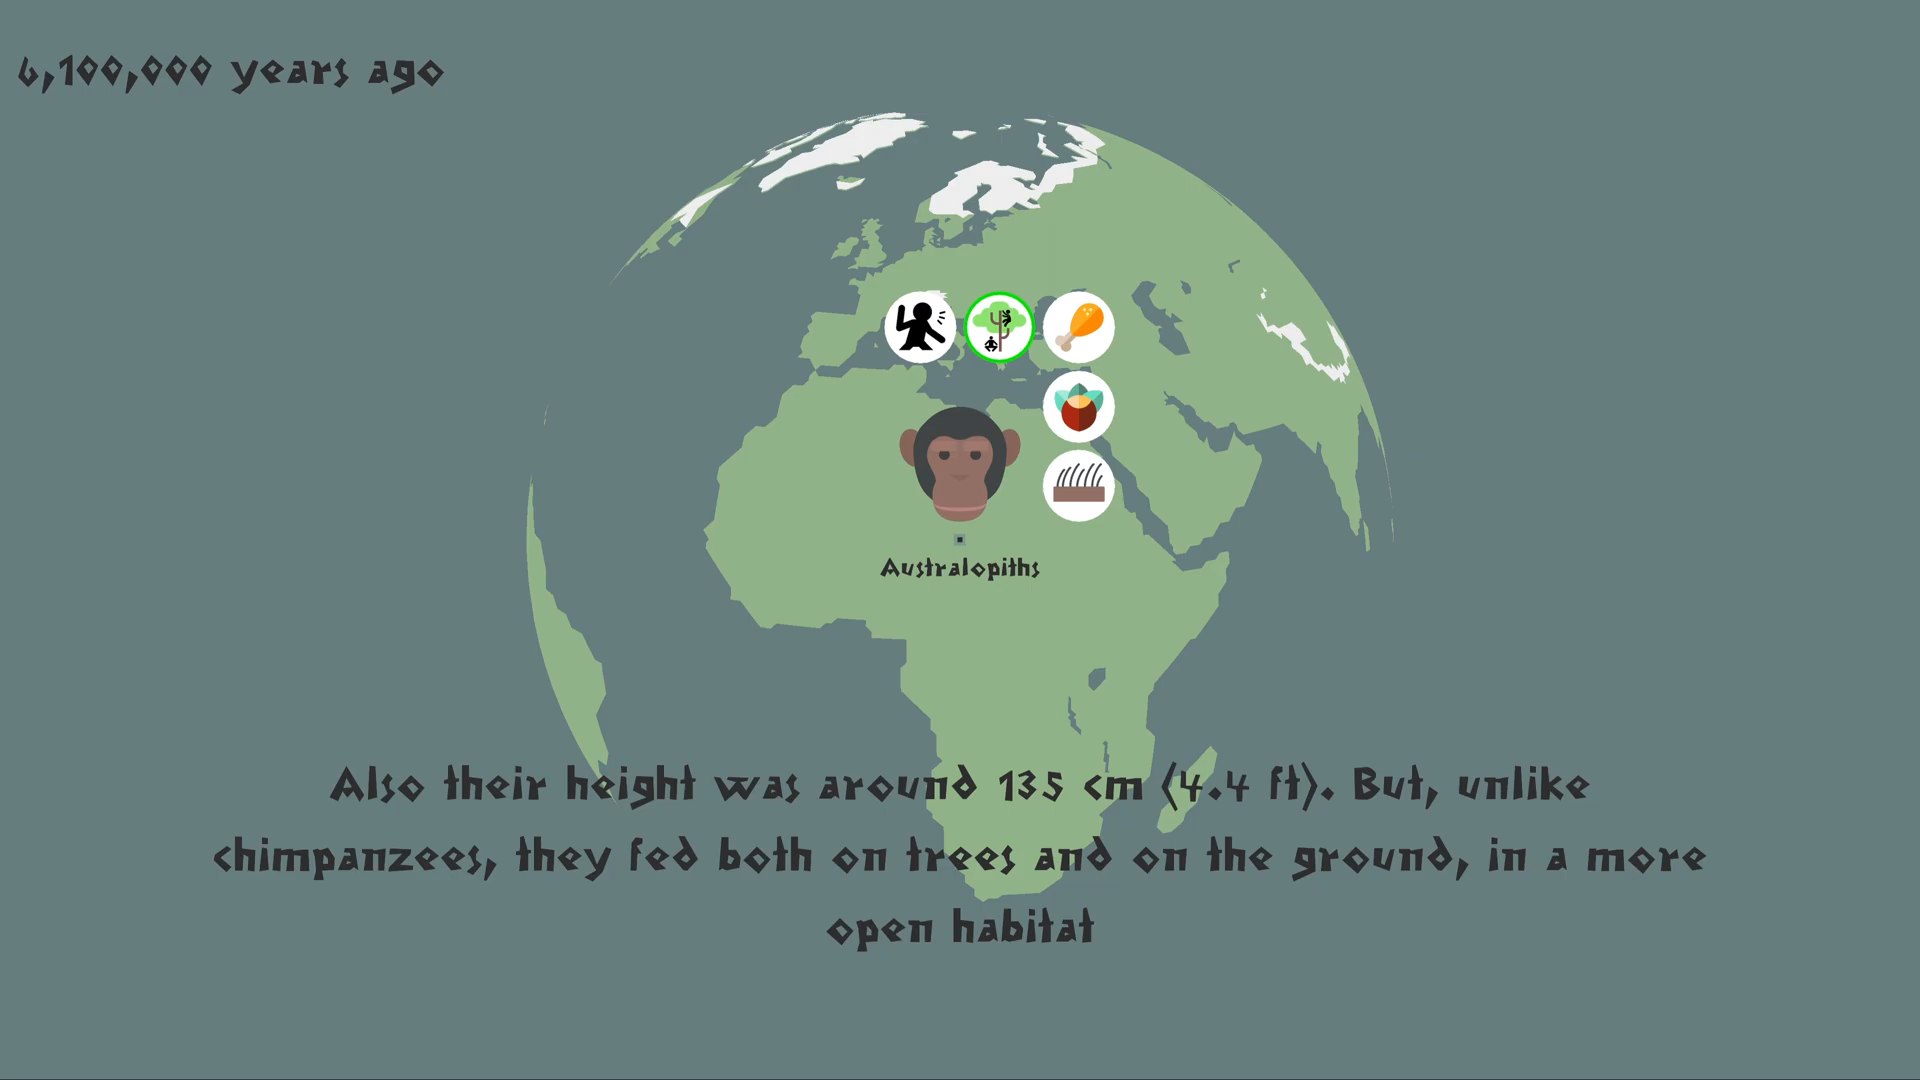 6,100,000 years ago
Australopiths
Also their height was around 135 cm (4.4 ft). But, unlike
chimpanzees, they fed both on trees and on the ground, in a more
open habitat